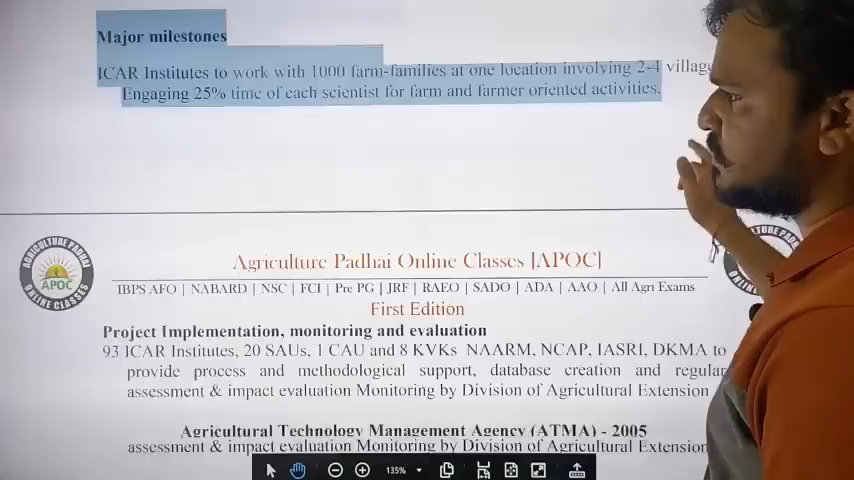 Major milestones
ICAR Institutes to work with 1000 farm-families at one location involving 2-4 villag
Engaging 25% time of each scientist for farm and farmer oriented activities.
AGRICULTURE PADHAI
APOC
ONLINE CLASSES
Agriculture Padhai Online Classes [APOC]
IBPS AFO | NABARD | NSC | FCI | Pre PG | JRF | RAEO | SADO | ADA | AAO | All Agri Exams
First Edition
Project Implementation, monitoring and evaluation
93 ICAR Institutes, 20 SAUs, 1 CAU and 8 KVKs NAARM, NCAP, IASRI, DKMA to
provide process and methodological support, database creation and regular
assessment & impact evaluation Monitoring by Division of Agricultural Extension
Agricultural Technology Management Agency (ATMA) - 2005
assessment & impact evaluation Monitoring by Division of Agricultural Extension
135%